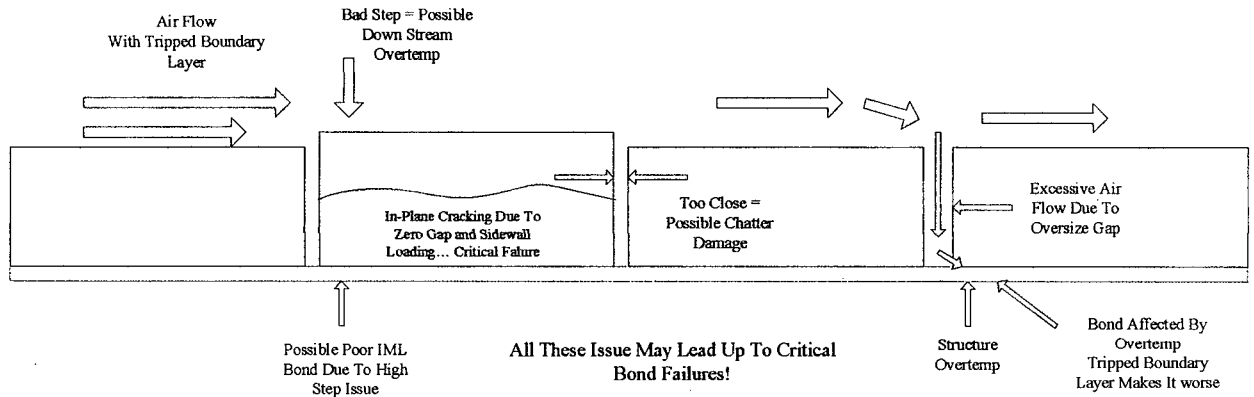 Air Flow
With Tripped Boundary
Layer
Bad Step = Possible
Down Stream
Overtemp
In-Plane Cracking Due To
Zero Gap and Sidewall
Loading... Critical Falure
Too Close =
Possible Chatter
Damage
Excessive Air
Flow Due To
Oversize Gap
Possible Poor IML
Bond Due To High
Step Issue
All These Issue May Lead Up To Critical
Bond Failures!
Structure
Overtemp
Bond Affected By
Overtemp
Tripped Boundary
Layer Makes It worse